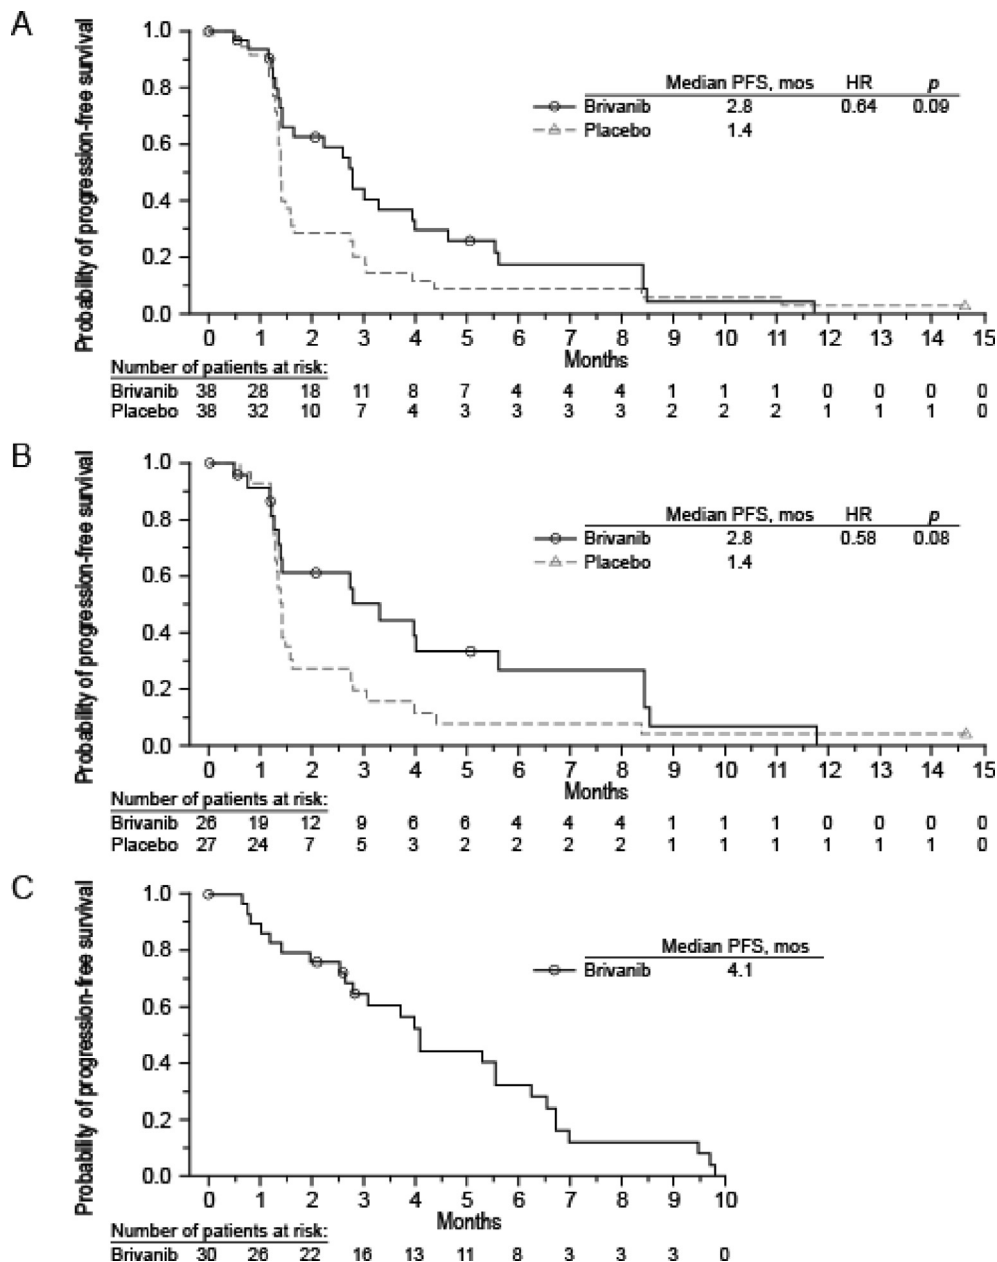 A
Probability of progression-free survival
1.0
0.8
0.6
0.4
0.2
0.0
Median PFS, mos HR p
Brivanib 2.8 0.64 0.09
Placebo 1.4
0 1 2 3 4 5 6 7 8 9 10 11 12 13 14 15
Months
Number of patients at risk:
Brivanib 38 28 18 11 8 7 4 4 4 1 1 1 0 0 0 0
Placebo 38 32 10 7 4 3 3 3 3 2 2 2 1 1 1 0
B
Probability of progression-free survival
1.0
0.8
0.6
0.4
0.2
0.0
Median PFS, mos HR p
Brivanib 2.8 0.58 0.08
Placebo 1.4
0 1 2 3 4 5 6 7 8 9 10 11 12 13 14 15
Months
Number of patients at risk:
Brivanib 26 19 12 9 6 6 4 4 4 1 1 1 0 0 0 0
Placebo 27 24 7 5 3 2 2 2 2 1 1 1 1 1 1 0
C
Probability of progression-free survival
1.0
0.8
0.6
0.4
0.2
0.0
Median PFS, mos
Brivanib 4.1
0 1 2 3 4 5 6 7 8 9 10
Months
Number of patients at risk:
Brivanib 30 26 22 16 13 11 8 3 3 3 0